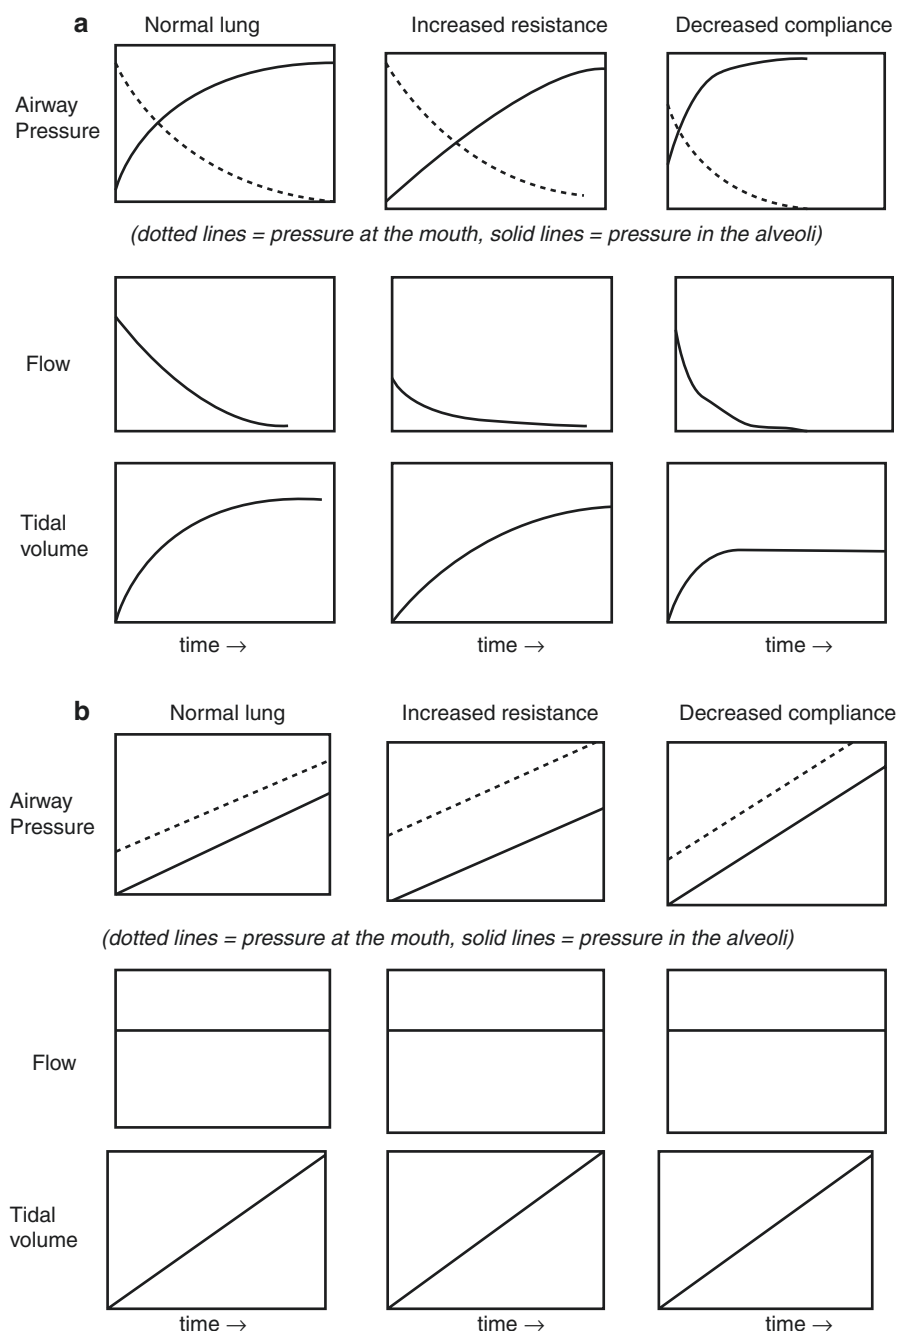 a Normal lung Increased resistance Decreased compliance
Airway
Pressure
(dotted lines = pressure at the mouth, solid lines = pressure in the alveoli)
Flow
Tidal
volume
time → time → time →
b Normal lung Increased resistance Decreased compliance
Airway
Pressure
(dotted lines = pressure at the mouth, solid lines = pressure in the alveoli)
Flow
Tidal
volume
time → time → time →